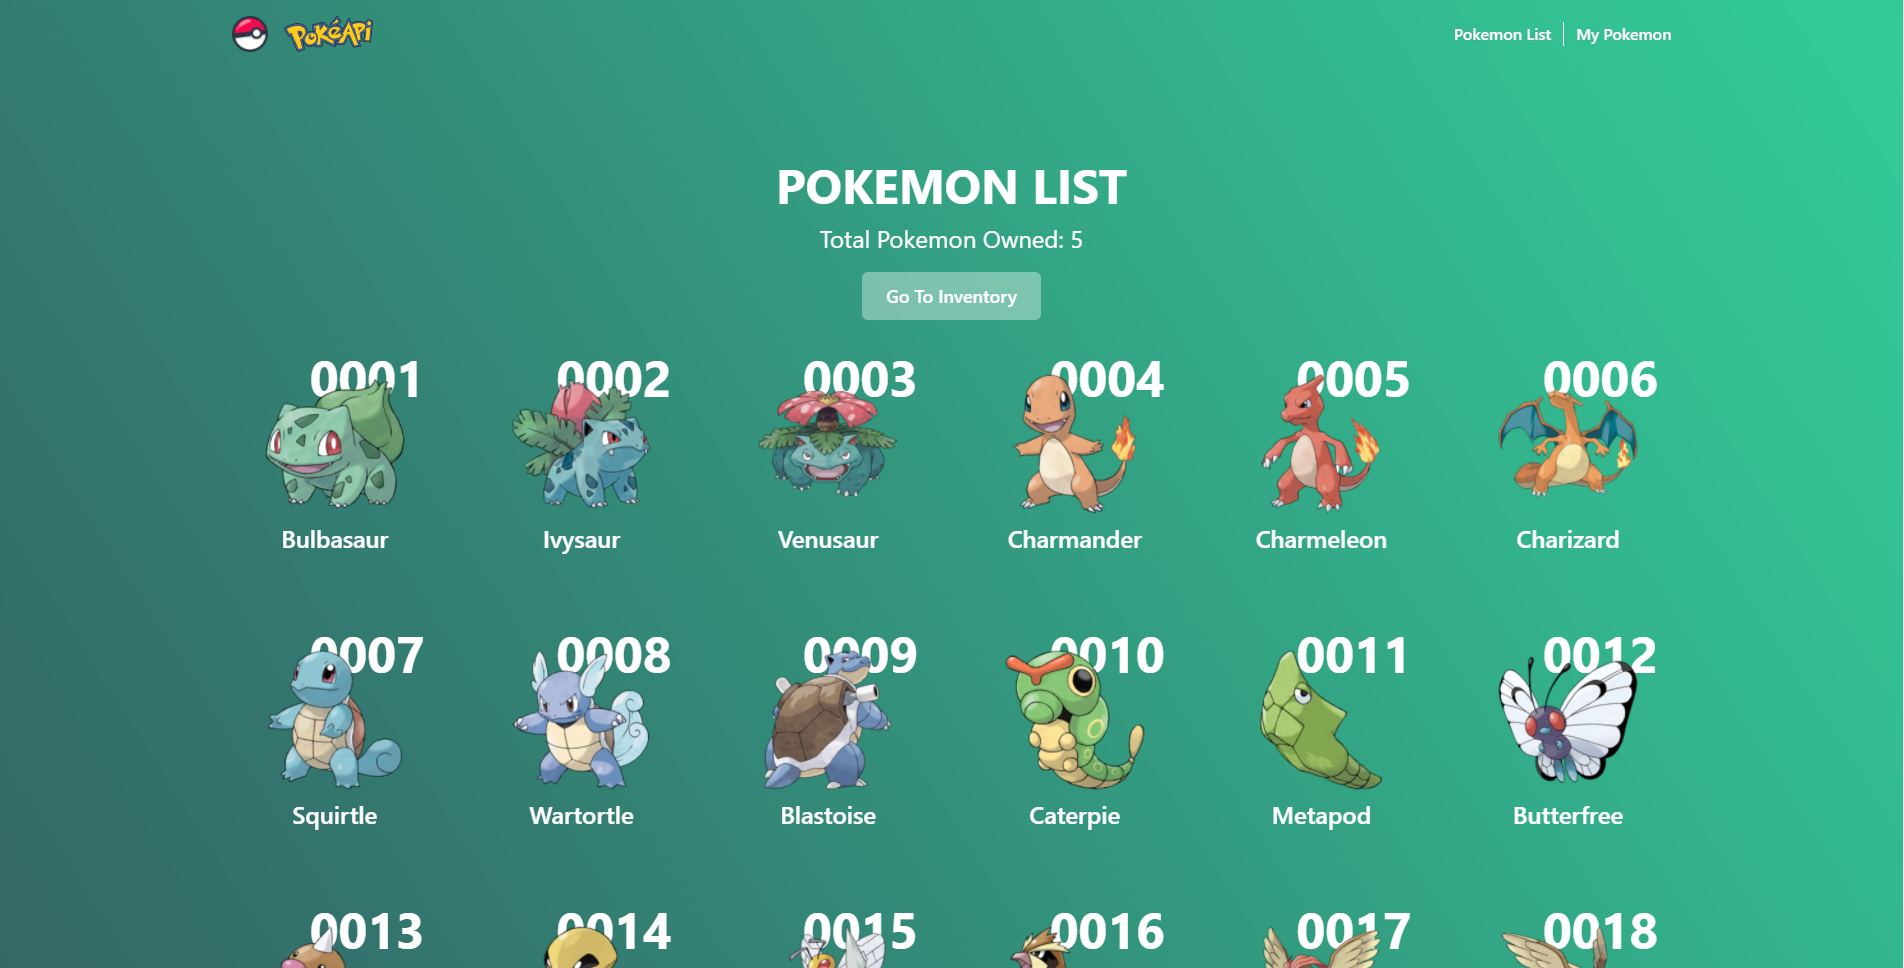 PokéApi
Pokemon List
My Pokemon
POKEMON LIST
Total Pokemon Owned: 5
Go To Inventory
0001 0002 0003 0004 0005 0006
Bulbasaur Ivysaur Venusaur Charmander Charmeleon Charizard
0007 0008 0009 0010 0011 0012
Squirtle Wartortle Blastoise Caterpie Metapod Butterfree
0013 0014 0015 0016 0017 0018